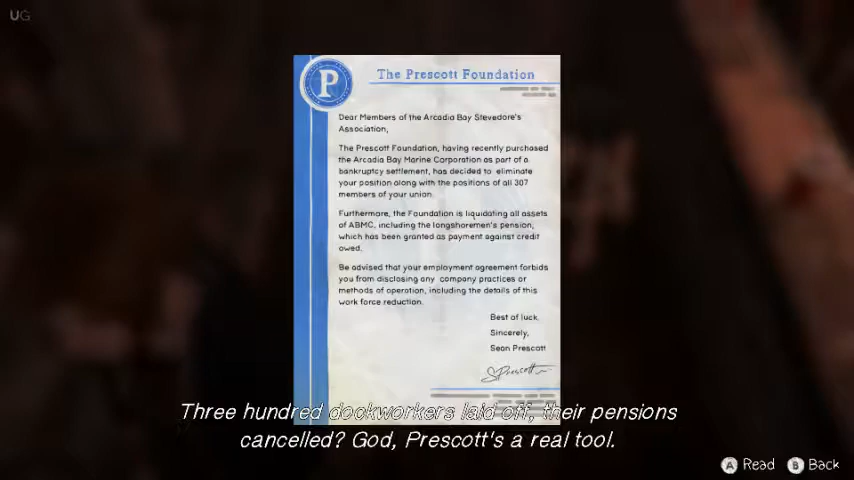 UG
P
The Prescott Foundation
Dear Members of the Arcadia Bay Stevedore's
Association,
The Prescott Foundation, having recently purchased
the Arcadia Bay Marine Corporation as part of a
bankruptcy settlement, has decided to eliminate
your position along with the positions of all 307
members of your union.
Furthermore, the Foundation is liquidating all assets
of ABMC, including the longshoremen's pension,
which has been granted as payment against credit
owed.
Be advised that your employment agreement forbids
you from disclosing any company practices or
methods of operation, including the details of this
work force reduction.
Best of luck.
Sincerely,
Sean Prescott
SPrescott
Three hundred dockworkers laid off, their pensions
cancelled? God, Prescott's a real tool.
A Read B Back